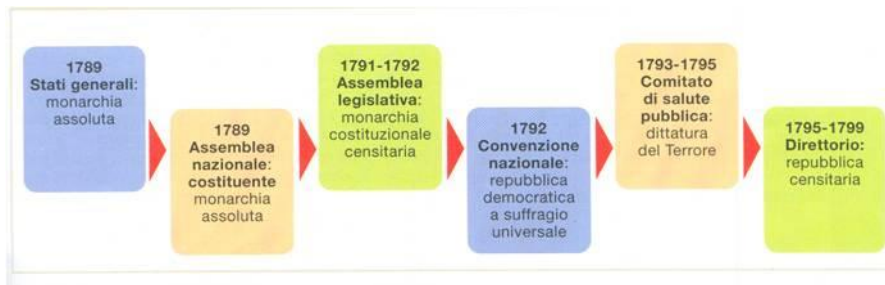 1789
Stati generali:
monarchia
assoluta
1789
Assemblea
nazionale:
costituente
monarchia
assoluta
1791-1792
Assemblea
legislativa:
monarchia
costituzionale
censitaria
1792
Convenzione
nazionale:
repubblica
democratica
a suffragio
universale
1793-1795
Comitato
di salute
pubblica:
dittatura
del Terrore
1795-1799
Direttorio:
repubblica
censitaria